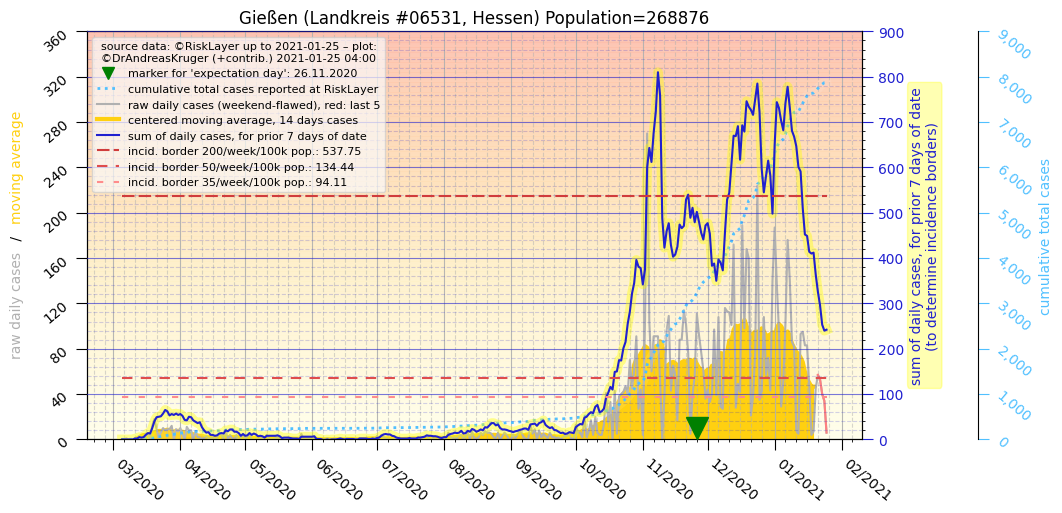 Gießen (Landkreis #06531, Hessen) Population=268876
source data: ©RiskLayer up to 2021-01-25 – plot:
©DrAndreasKruger (+contrib.) 2021-01-25 04:00
marker for 'expectation day': 26.11.2020
cumulative total cases reported at RiskLayer
raw daily cases (weekend-flawed), red: last 5
centered moving average, 14 days cases
sum of daily cases, for prior 7 days of date
incid. border 200/week/100k pop.: 537.75
incid. border 50/week/100k pop.: 134.44
incid. border 35/week/100k pop.: 94.11
raw daily cases / moving average
360
320
280
240
200
160
120
80
40
0
900
800
700
600
500
400
300
200
100
0
sum of daily cases, for prior 7 days of date
(to determine incidence borders)
9,000
8,000
7,000
6,000
5,000
4,000
3,000
2,000
1,000
0
cumulative total cases
03/2020
04/2020
05/2020
06/2020
07/2020
08/2020
09/2020
10/2020
11/2020
12/2020
01/2021
02/2021